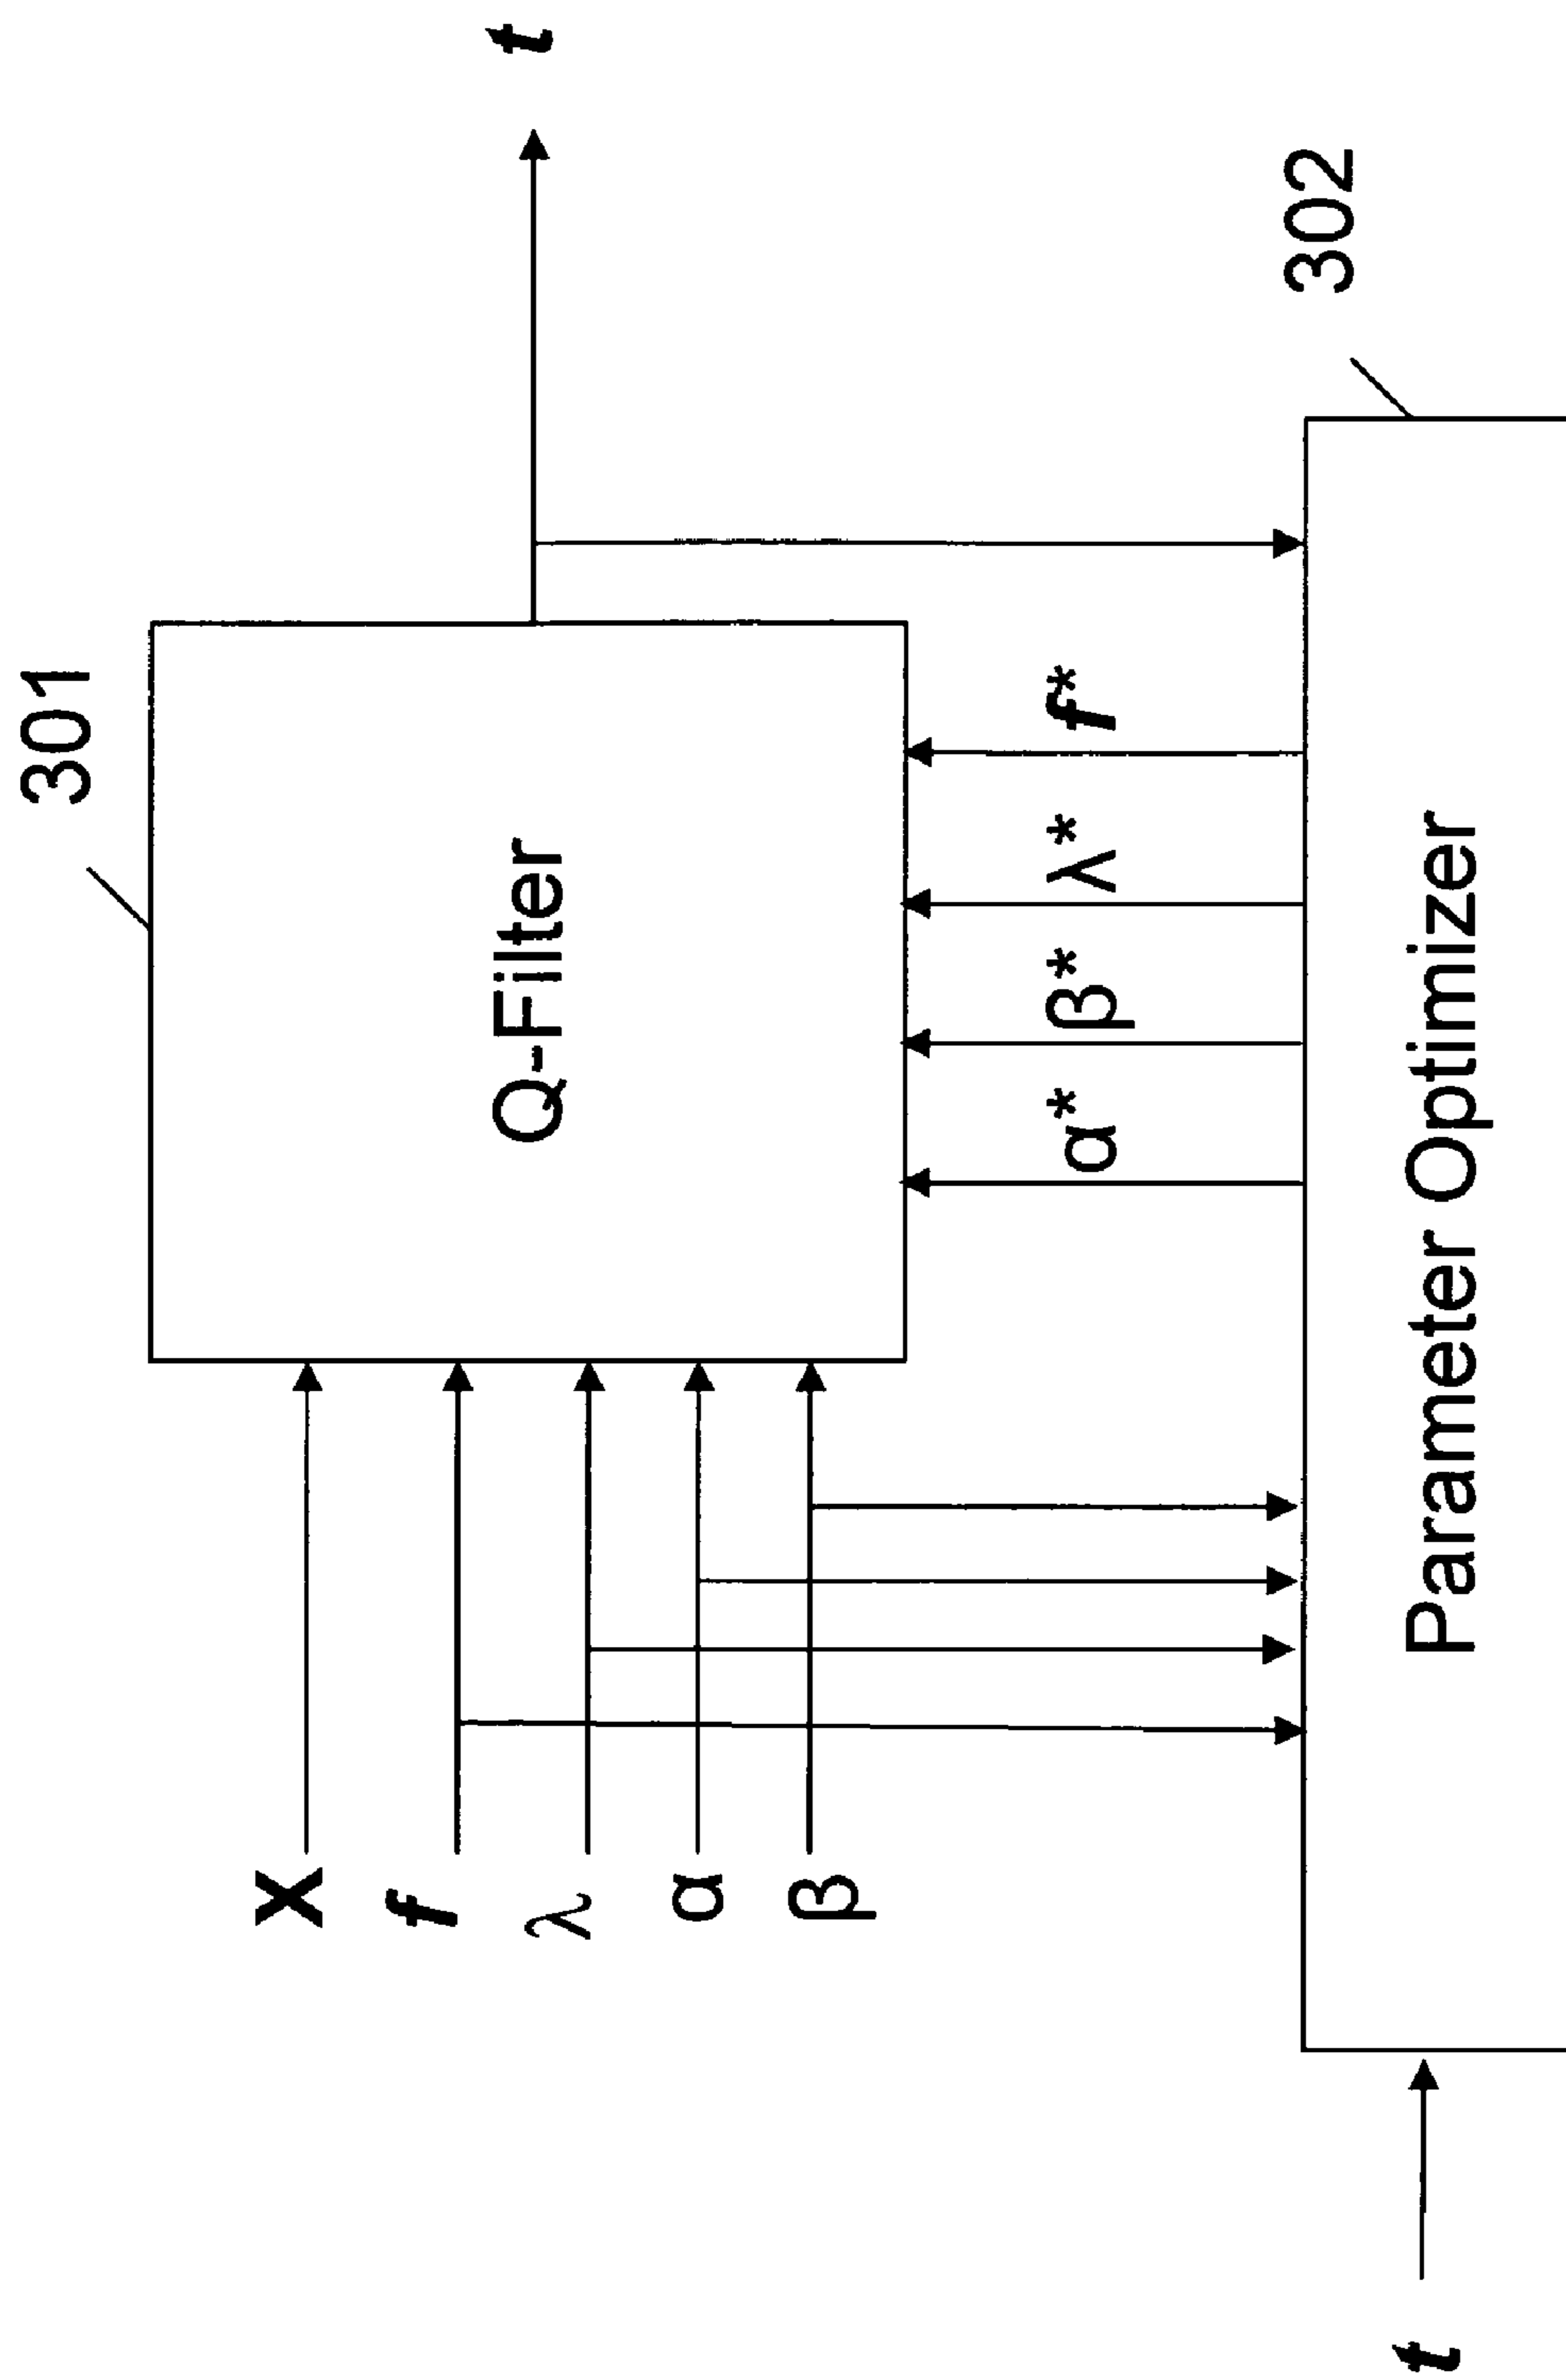 301
X
f
λ
α
β
Q-Filter
t
α*
β*
λ*
f*
302
t
Parameter Optimizer